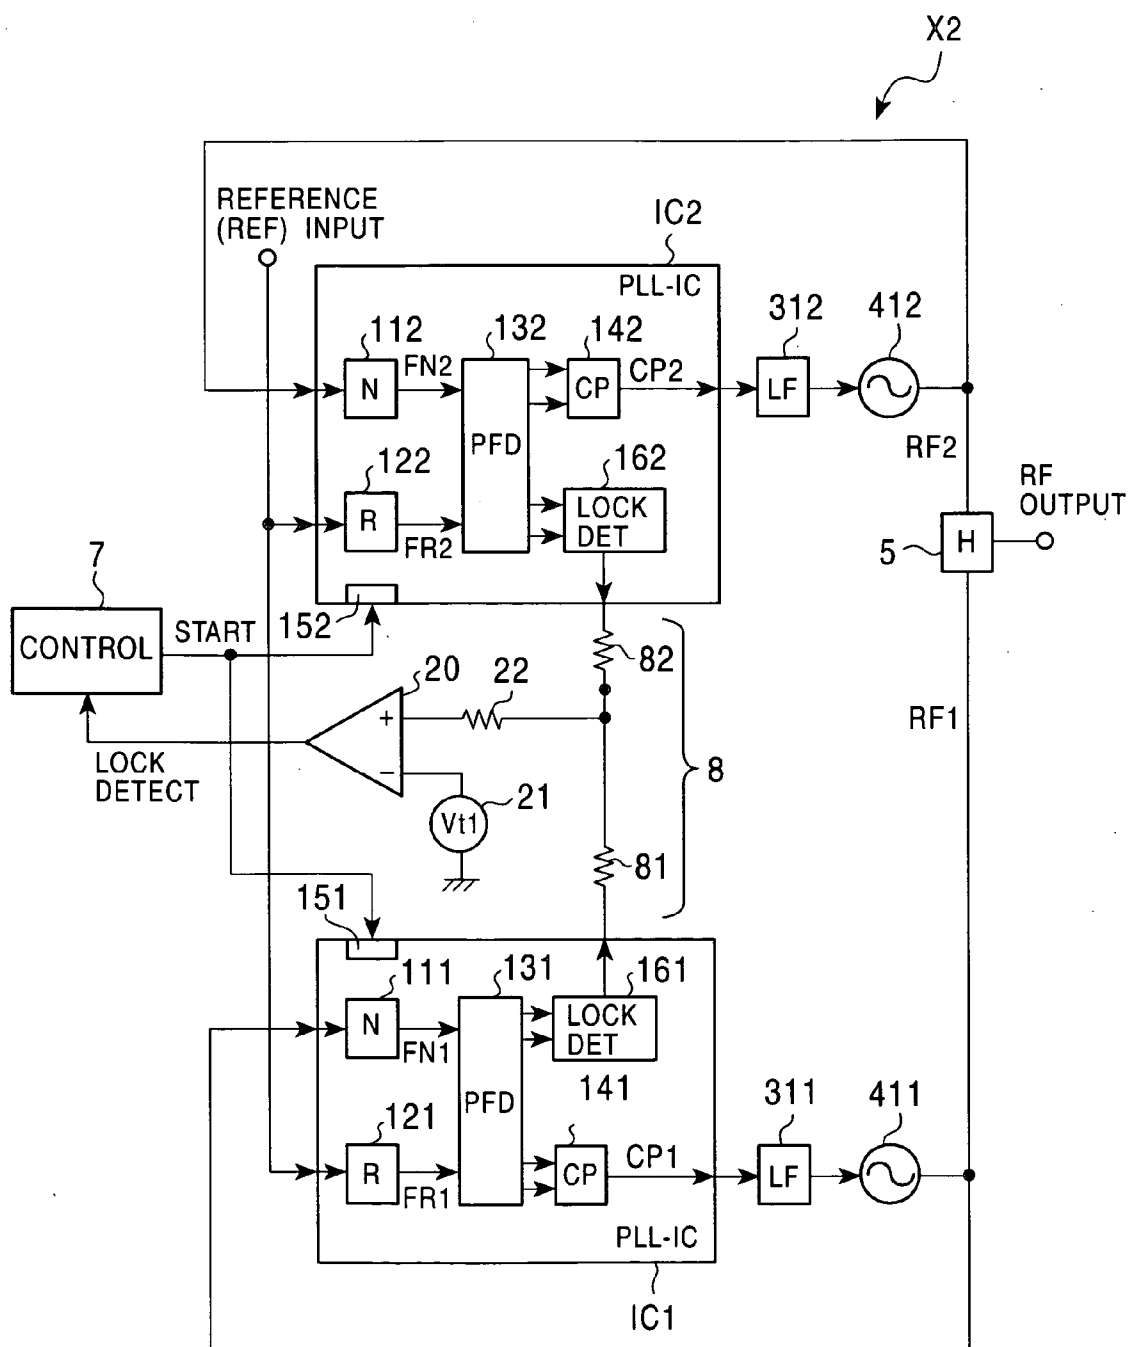 X2
REFERENCE
(REF) INPUT
IC2
PLL-IC
312
412
112
132
142
FN2
CP2
N
CP
LF
PFD
RF2
122
162
RF
OUTPUT
R
LOCK
DET
FR2
5
H
7
152
CONTROL
START
20
22
82
+
RF1
LOCK
DETECT
−
21
8
Vt1
81
151
111
131
161
N
LOCK
DET
FN1
141
311
411
PFD
121
CP1
R
CP
LF
FR1
PLL-IC
IC1